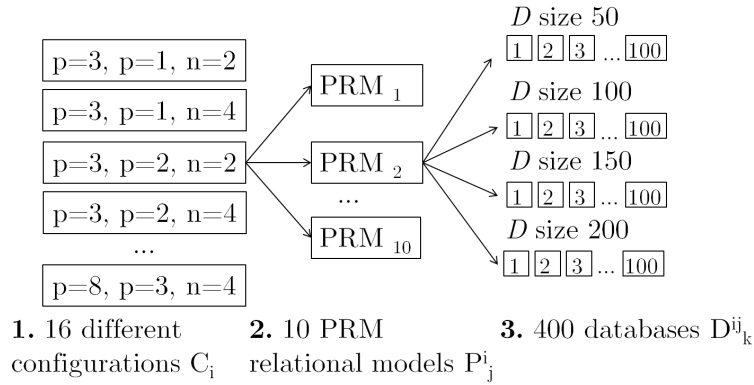 p=3, p=1, n=2
p=3, p=1, n=4
p=3, p=2, n=2
p=3, p=2, n=4
...
p=8, p=3, n=4
PRM 1
PRM 2
...
PRM 10
D size 50
1 2 3 ... 100
D size 100
1 2 3 ... 100
D size 150
1 2 3 ... 100
D size 200
1 2 3 ... 100
1. 16 different
configurations Ci
2. 10 PRM
relational models Pij
3. 400 databases Dijk